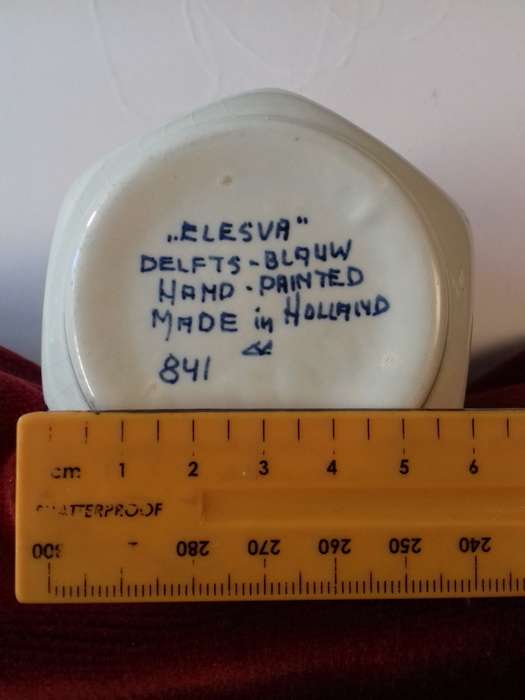 „ELESVA"
DELFTS-BLAUW
HAND-PAINTED
MADE in HOLLAND
841
cm 1 2 3 4 5 6
SHATTERPROOF
300 280 270 260 250 240